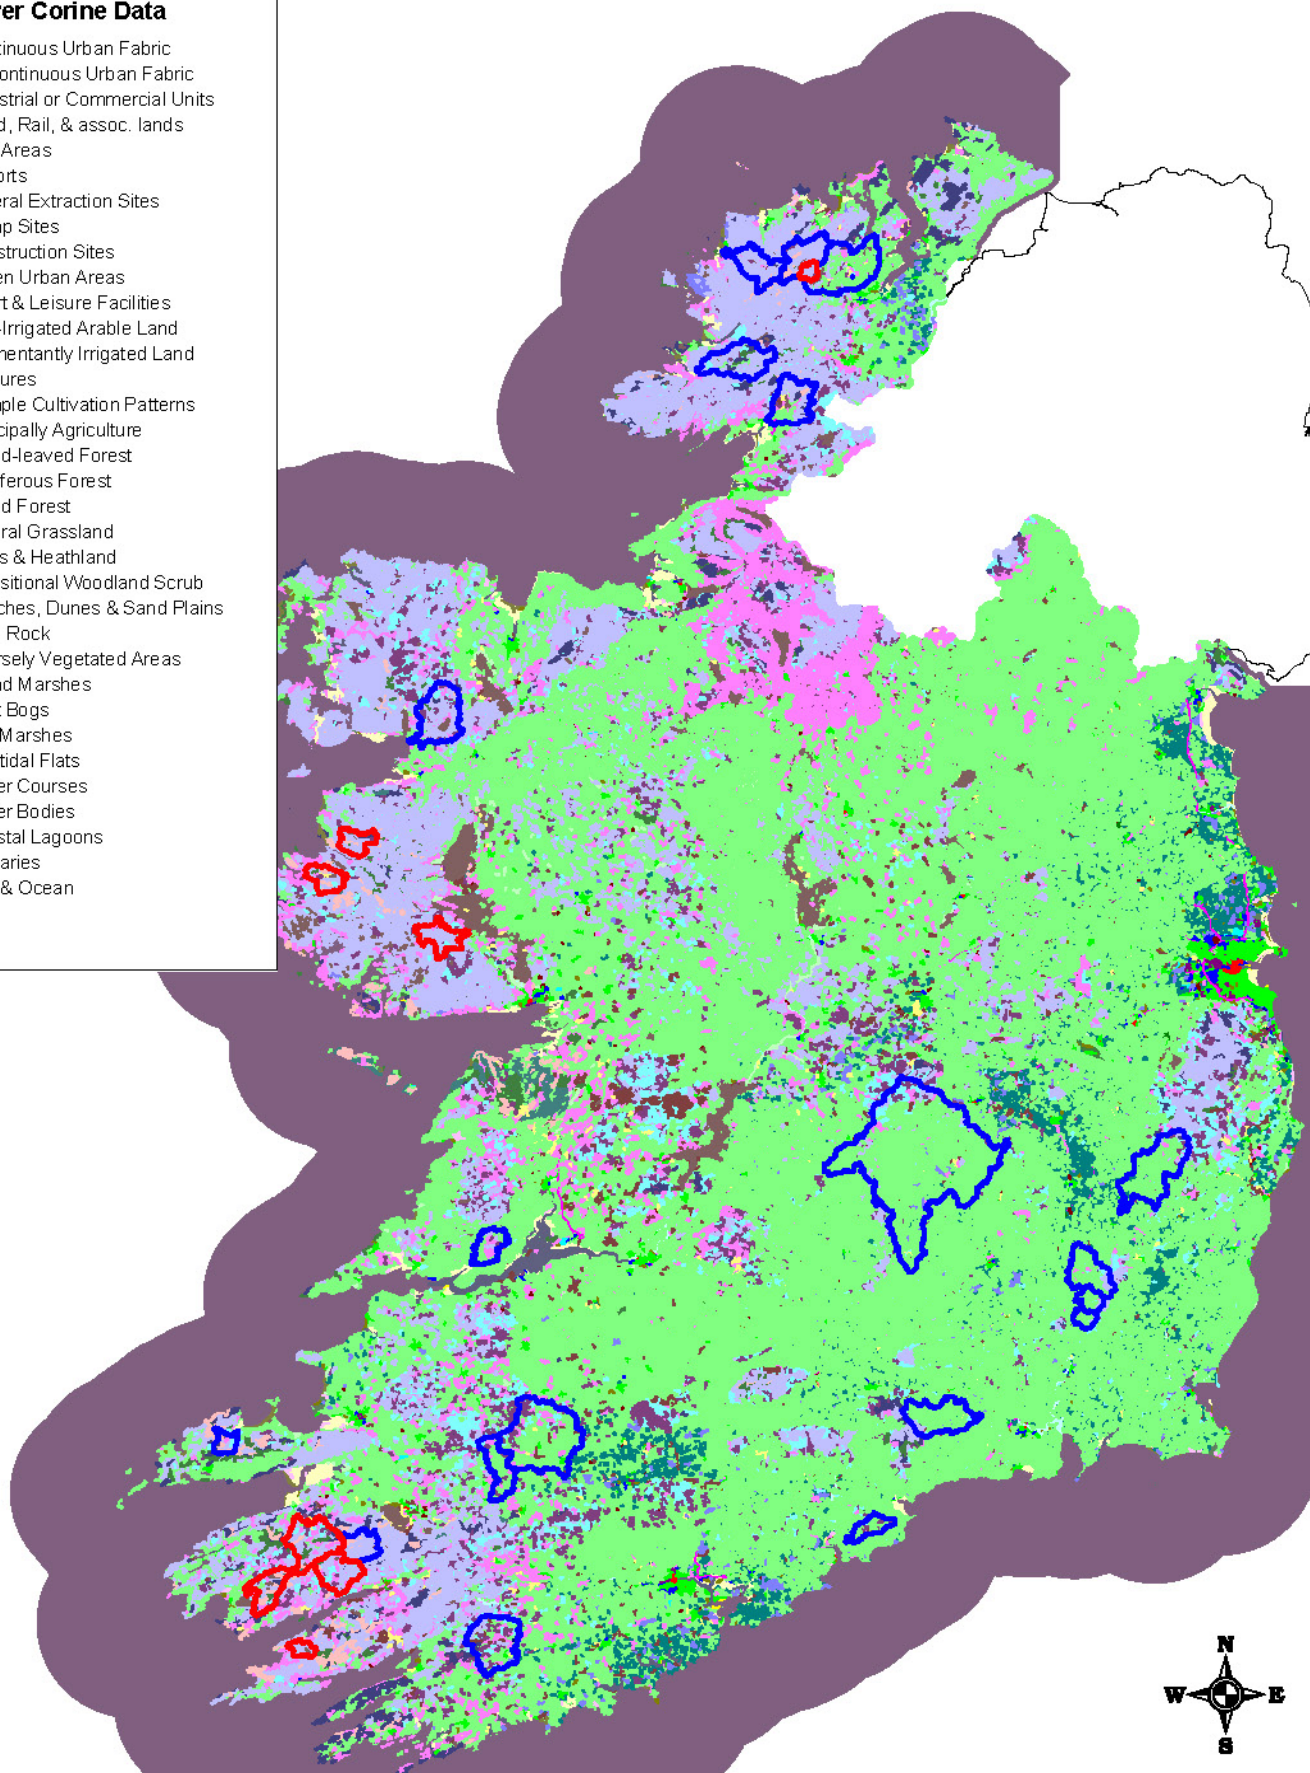 er Corine Data
tinuous Urban Fabric
continuous Urban Fabric
strial or Commercial Units
d, Rail, & assoc. lands
Areas
orts
eral Extraction Sites
p Sites
struction Sites
en Urban Areas
rt & Leisure Facilities
-Irrigated Arable Land
mentantly Irrigated Land
ures
ple Cultivation Patterns
cipally Agriculture
d-leaved Forest
ferous Forest
d Forest
ral Grassland
s & Heathland
sitional Woodland Scrub
ches, Dunes & Sand Plains
Rock
rsely Vegetated Areas
nd Marshes
t Bogs
Marshes
tidal Flats
er Courses
er Bodies
stal Lagoons
aries
& Ocean
N
W E
S